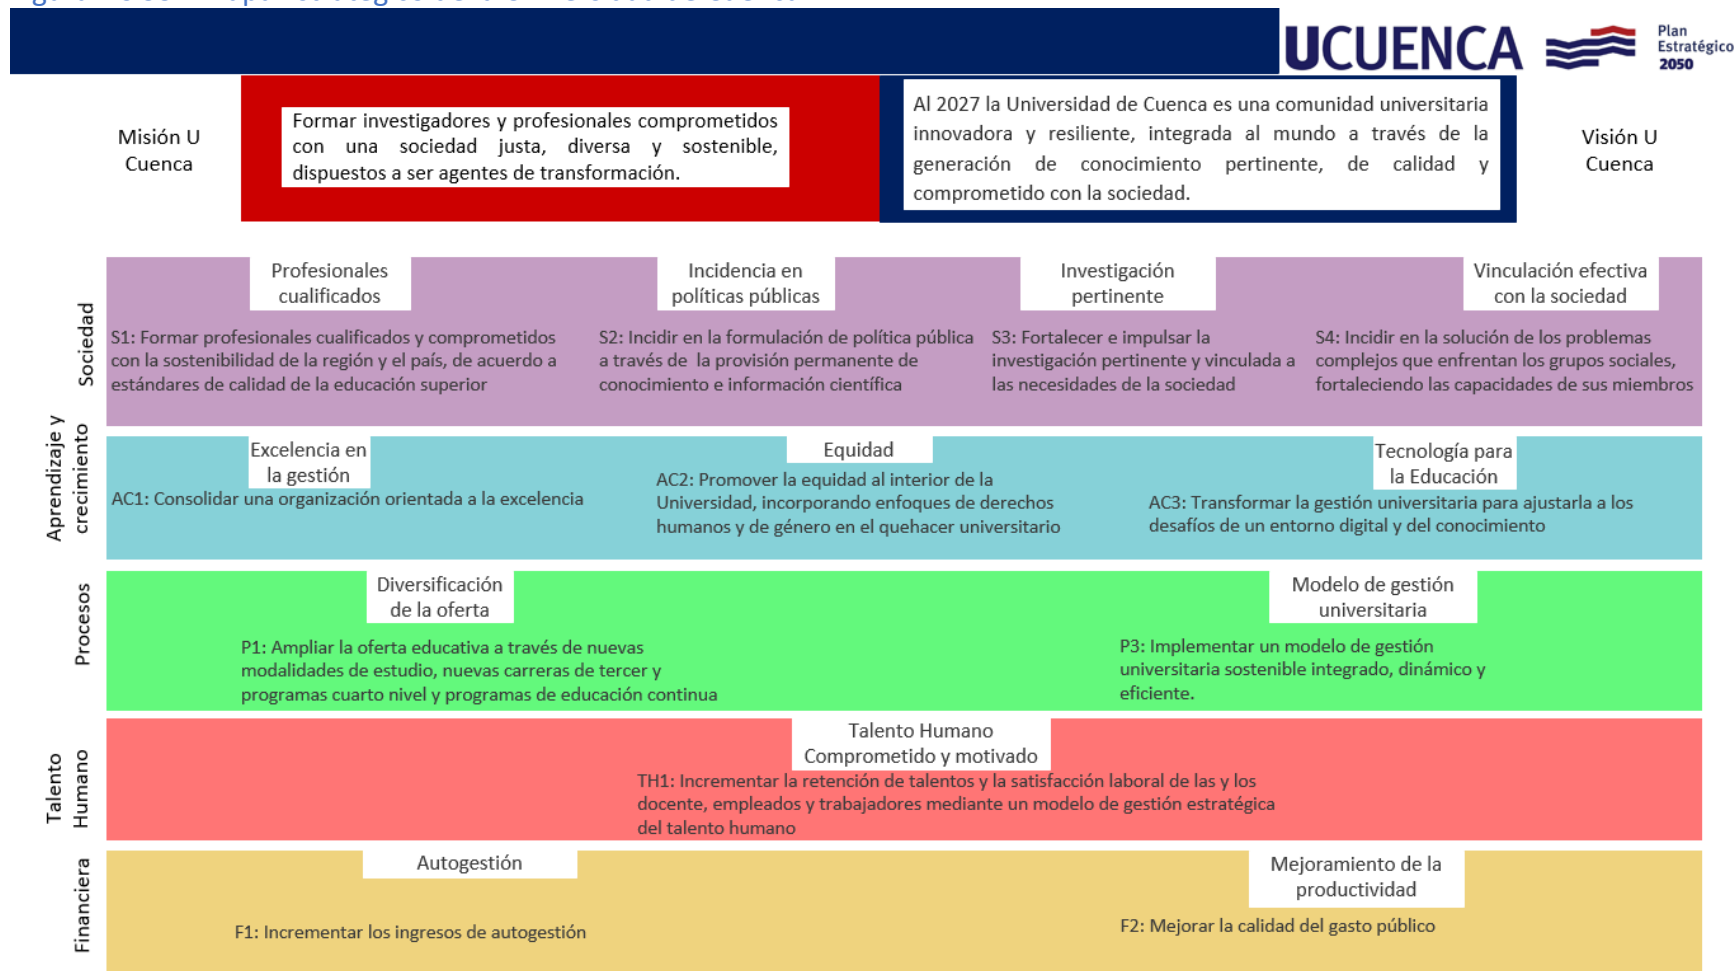 UCUENCA
Plan
Estratégico
2050
Misión U
Cuenca
Formar investigadores y profesionales comprometidos
con una sociedad justa, diversa y sostenible,
dispuestos a ser agentes de transformación.
Al 2027 la Universidad de Cuenca es una comunidad universitaria
innovadora y resiliente, integrada al mundo a través de la
generación de conocimiento pertinente, de calidad y
comprometido con la sociedad.
Visión U
Cuenca
Sociedad
Profesionales
cualificados
S1: Formar profesionales cualificados y comprometidos
con la sostenibilidad de la región y el país, de acuerdo a
estándares de calidad de la educación superior
Incidencia en
políticas públicas
S2: Incidir en la formulación de política pública
a través de la provisión permanente de
conocimiento e información científica
Investigación
pertinente
S3: Fortalecer e impulsar la
investigación pertinente y vinculada a
las necesidades de la sociedad
Vinculación efectiva
con la sociedad
S4: Incidir en la solución de los problemas
complejos que enfrentan los grupos sociales,
fortaleciendo las capacidades de sus miembros
Aprendizaje y
crecimiento
Excelencia en
la gestión
AC1: Consolidar una organización orientada a la excelencia
Equidad
AC2: Promover la equidad al interior de la
Universidad, incorporando enfoques de derechos
humanos y de género en el quehacer universitario
Tecnología para
la Educación
AC3: Transformar la gestión universitaria para ajustarla a los
desafíos de un entorno digital y del conocimiento
Procesos
Diversificación
de la oferta
P1: Ampliar la oferta educativa a través de nuevas
modalidades de estudio, nuevas carreras de tercer y
programas cuarto nivel y programas de educación continua
Modelo de gestión
universitaria
P3: Implementar un modelo de gestión
universitaria sostenible integrado, dinámico y
eficiente.
Talento
Humano
Talento Humano
Comprometido y motivado
TH1: Incrementar la retención de talentos y la satisfacción laboral de las y los
docente, empleados y trabajadores mediante un modelo de gestión estratégica
del talento humano
Financiera
Autogestión
F1: Incrementar los ingresos de autogestión
Mejoramiento de la
productividad
F2: Mejorar la calidad del gasto público